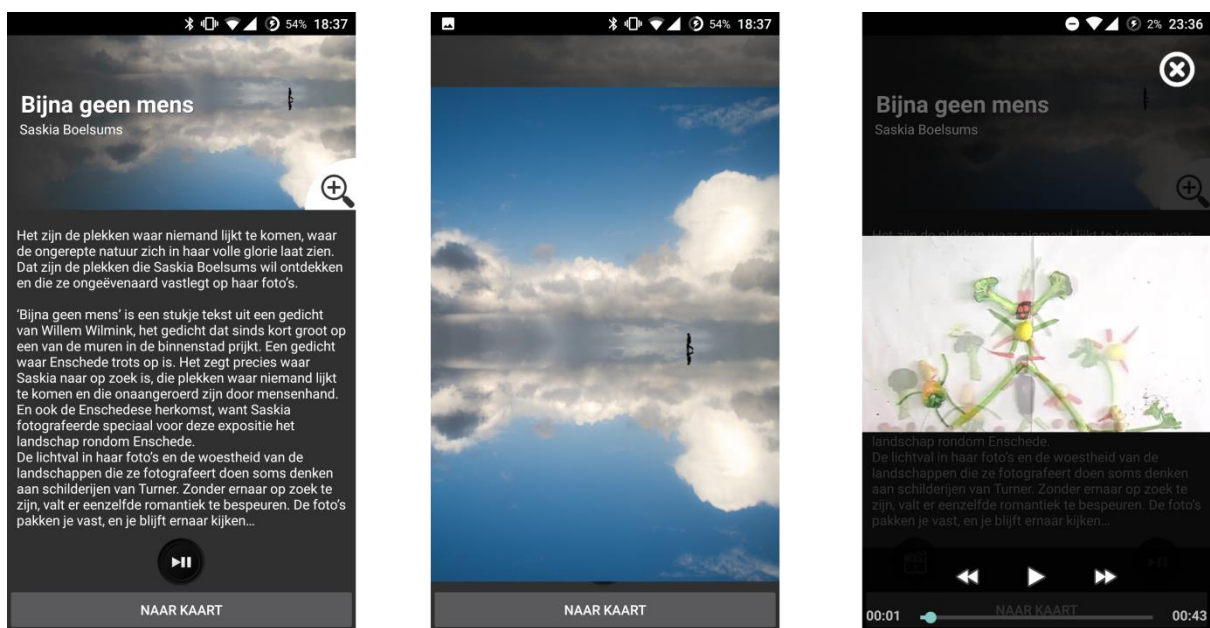 54% 18:37
Bijna geen mens
Saskia Boelsums
Het zijn de plekken waar niemand lijkt te komen, waar
de ongerepte natuur zich in haar volle glorie laat zien.
Dat zijn de plekken die Saskia Boelsums wil ontdekken
en die ze ongeëvenaard vastlegt op haar foto's.
'Bijna geen mens' is een stukje tekst uit een gedicht
van Willem Wilmink, het gedicht dat sinds kort groot op
een van de muren in de binnenstad prijkt. Een gedicht
waar Enschede trots op is. Het zegt precies waar
Saskia naar op zoek is, die plekken waar niemand lijkt
te komen en die onaangeroerd zijn door mensenhand.
En ook de Enschedese herkomst, want Saskia
fotografeerde speciaal voor deze expositie het
landschap rondom Enschede.
De lichtval in haar foto's en de woestheid van de
landschappen die ze fotografeert doen soms denken
aan schilderijen van Turner. Zonder ernaar op zoek te
zijn, valt er eenzelfde romantiek te bespeuren. De foto's
pakken je vast, en je blijft ernaar kijken...
NAAR KAART
54% 18:37
NAAR KAART
2% 23:36
Bijna geen mens
Saskia Boelsums
Het zijn de plekken waar niemand lijkt te komen, waar
landschap rondom Enschede.
De lichtval in haar foto's en de woestheid van de
landschappen die ze fotografeert doen soms denken
aan schilderijen van Turner. Zonder ernaar op zoek te
zijn, valt er eenzelfde romantiek te bespeuren. De foto's
pakken je vast, en je blijft ernaar kijken...
NAAR KAART
00:01 00:43